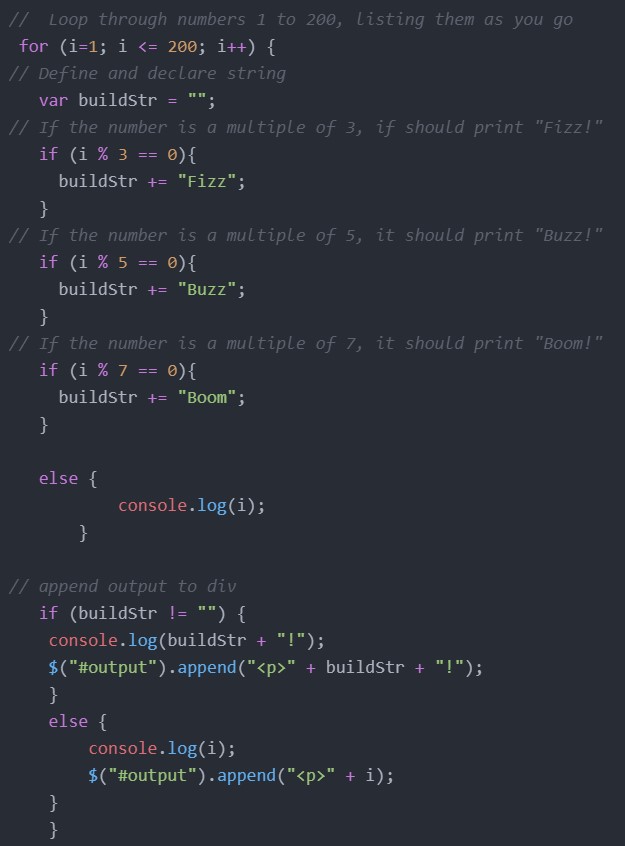 //  Loop through numbers 1 to 200, listing them as you go
for (i=1; i <= 200; i++) {
// Define and declare string
var buildStr = "";
// If the number is a multiple of 3, if should print "Fizz!"
if (i % 3 == 0){
buildStr += "Fizz";
}
// If the number is a multiple of 5, it should print "Buzz!"
if (i % 5 == 0){
buildStr += "Buzz";
}
// If the number is a multiple of 7, it should print "Boom!"
if (i % 7 == 0){
buildStr += "Boom";
}
else {
console.log(i);
}
// append output to div
if (buildStr != "") {
console.log(buildStr + "!");
$("#output").append("<p>" + buildStr + "!");
}
else {
console.log(i);
$("#output").append("<p>" + i);
}
}